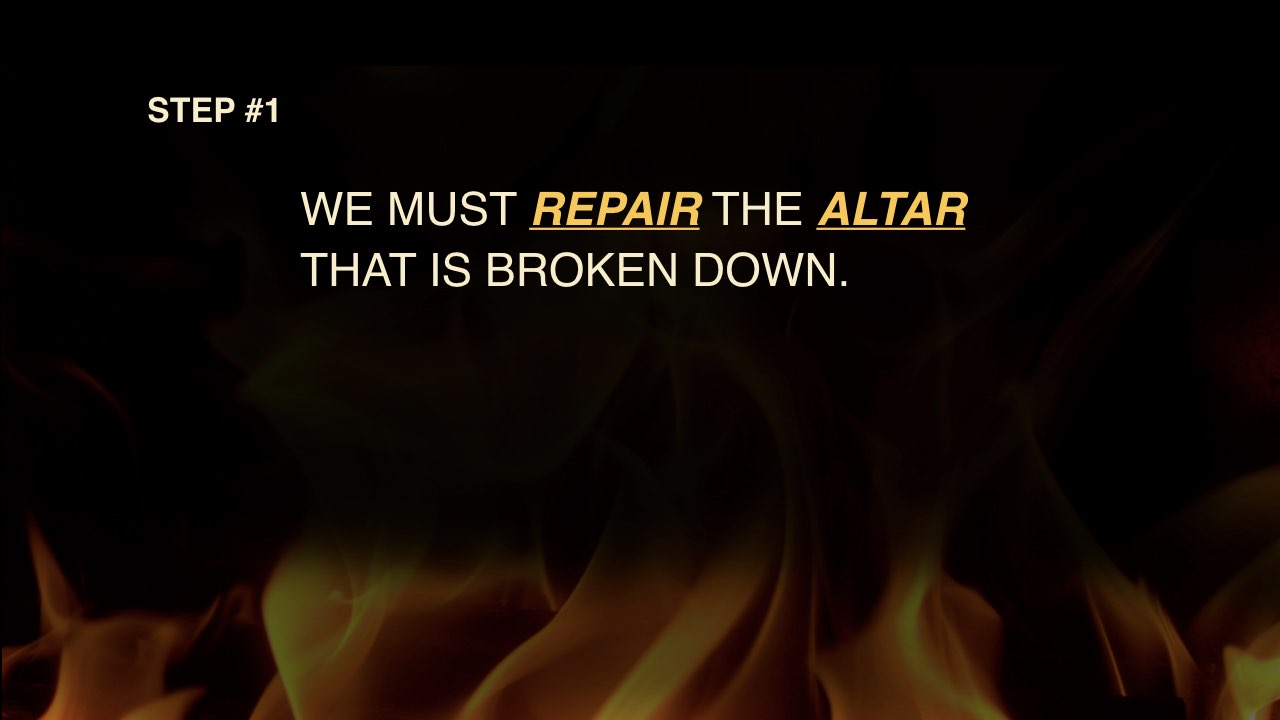 STEP #1
WE MUST REPAIR THE ALTAR
THAT IS BROKEN DOWN.